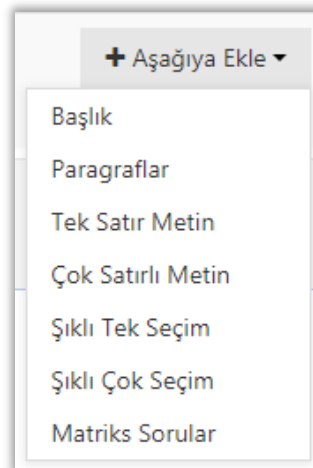 + Aşağıya Ekle
Başlık
Paragraflar
Tek Satır Metin
Çok Satırlı Metin
Şıklı Tek Seçim
Şıklı Çok Seçim
Matriks Sorular